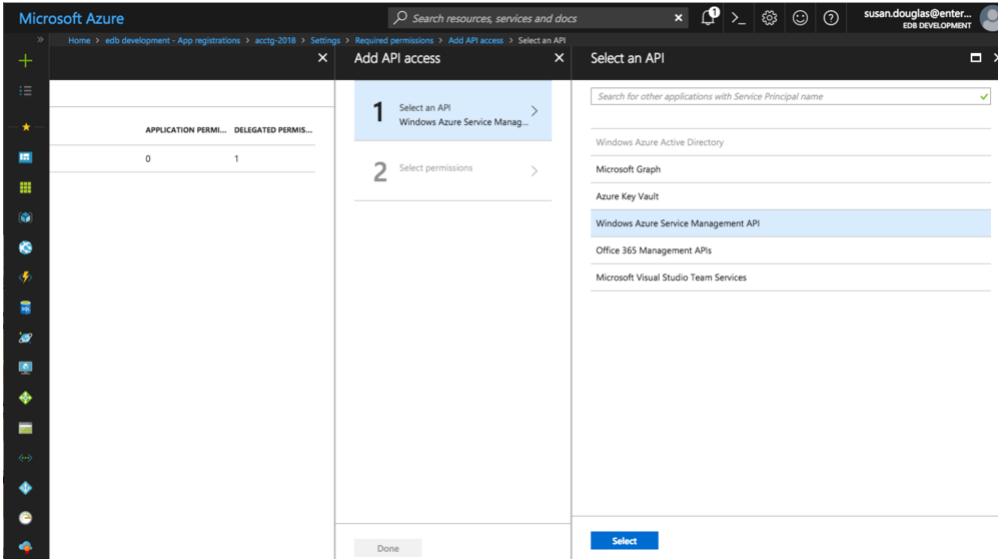 Microsoft Azure
Search resources, services and docs
1
susan.douglas@enter...
EDB DEVELOPMENT
Home > edb development - App registrations > acctg-2018 > Settings > Required permissions > Add API access > Select an API
APPLICATION PERMI... DELEGATED PERMIS...
0 1
Add API access
1 Select an API
Windows Azure Service Manag...
2 Select permissions
Done
Select an API
Search for other applications with Service Principal name
Windows Azure Active Directory
Microsoft Graph
Azure Key Vault
Windows Azure Service Management API
Office 365 Management APIs
Microsoft Visual Studio Team Services
Select